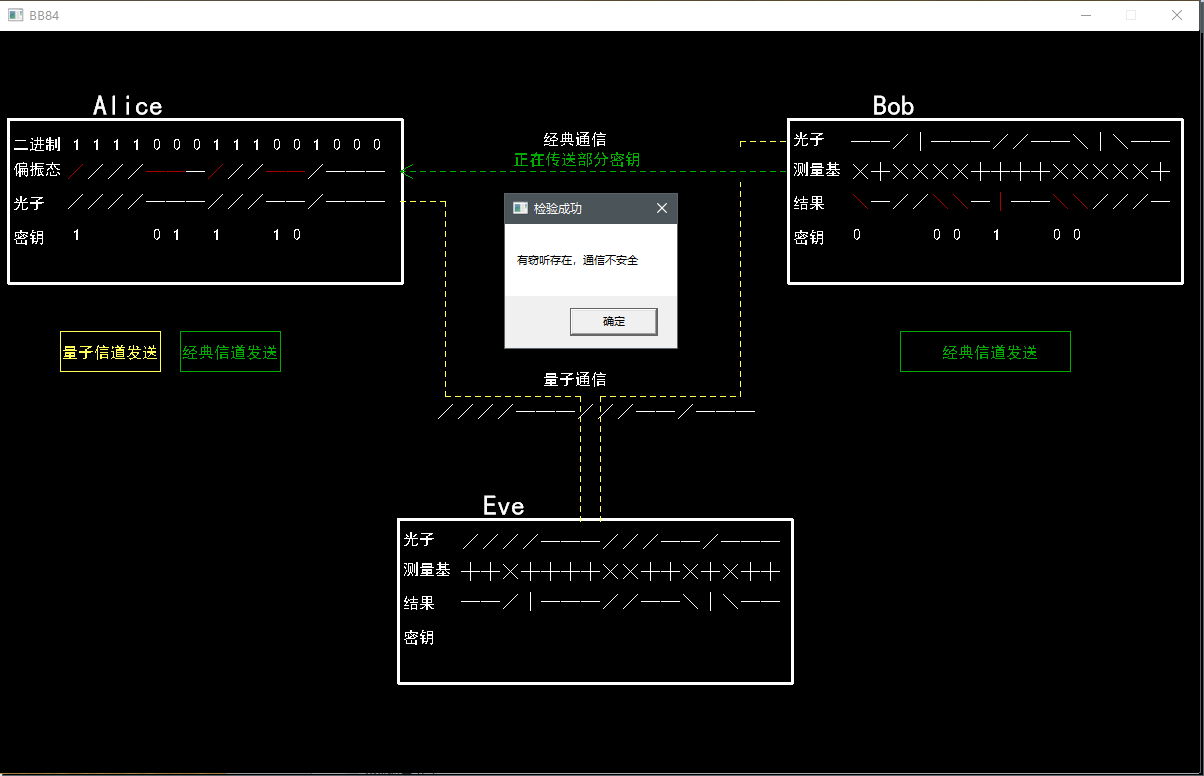 BB84
Alice
二进制 1 1 1 1 0 0 0 1 1 1 0 0 1 0 0 0
偏振态
光子
密钥 1 0 1 1 1 0
量子信道发送
经典信道发送
经典通信
正在传送部分密钥
检验成功
有窃听存在，通信不安全
确定
量子通信
Bob
光子
测量基
结果
密钥 0 0 0 1 0 0
经典信道发送
Eve
光子
测量基
结果
密钥